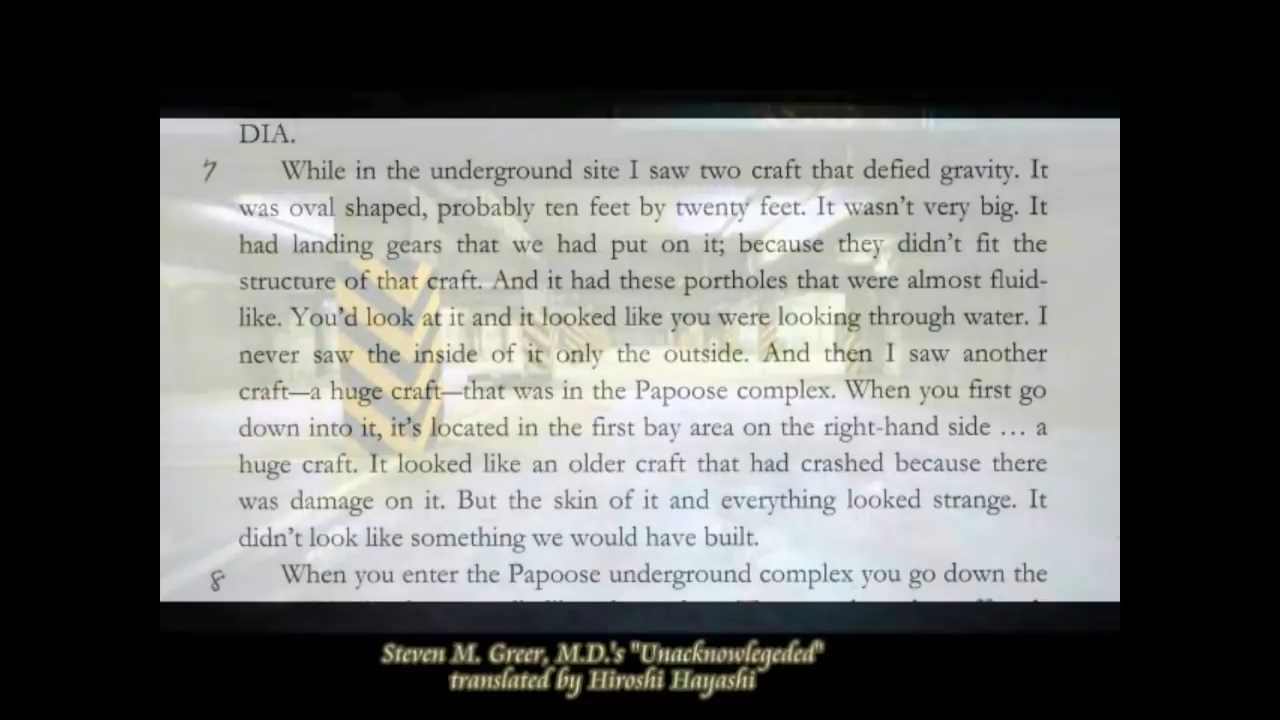 DIA.
7 While in the underground site I saw two craft that defied gravity. It
was oval shaped, probably ten feet by twenty feet. It wasn't very big. It
had landing gears that we had put on it; because they didn't fit the
structure of that craft. And it had these portholes that were almost fluid-
like. You'd look at it and it looked like you were looking through water. I
never saw the inside of it only the outside. And then I saw another
craft—a huge craft—that was in the Papoose complex. When you first go
down into it, it's located in the first bay area on the right-hand side … a
huge craft. It looked like an older craft that had crashed because there
was damage on it. But the skin of it and everything looked strange. It
didn't look like something we would have built.
8 When you enter the Papoose underground complex you go down the
Steven M. Greer, M.D.'s "Unacknowlegeded"
translated by Hiroshi Hayashi